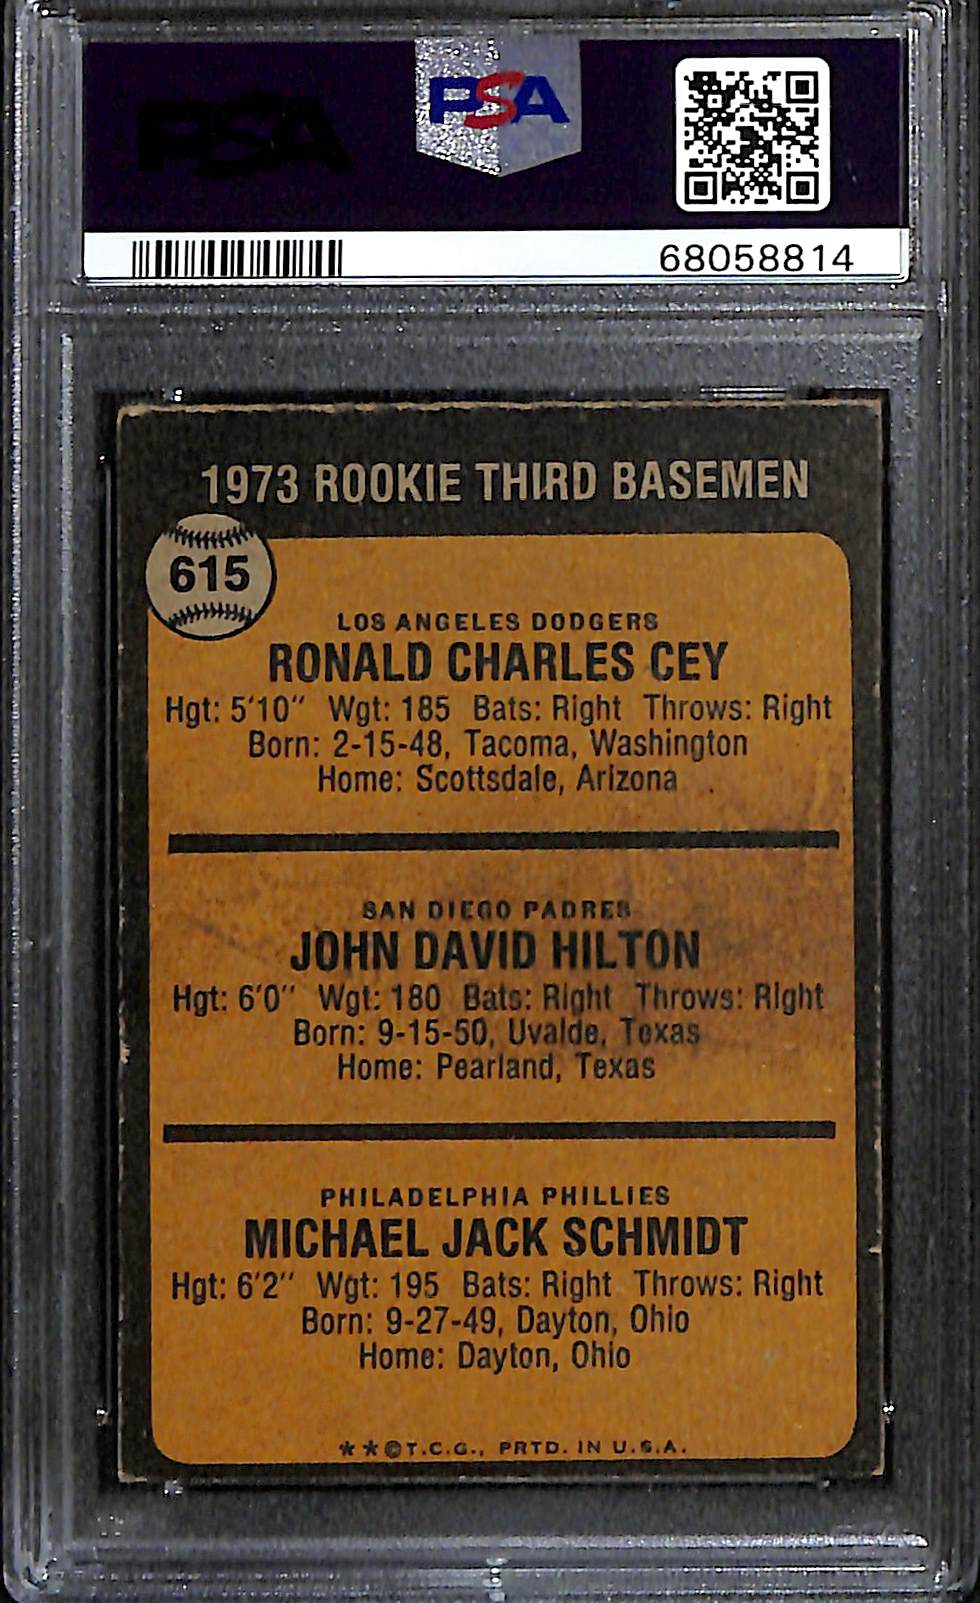 PSA
PSA
68058814
1973 ROOKIE THIRD BASEMEN
615
LOS ANGELES DODGERS
RONALD CHARLES CEY
Hgt: 5'10" Wgt: 185 Bats: Right Throws: Right
Born: 2-15-48, Tacoma, Washington
Home: Scottsdale, Arizona
SAN DIEGO PADRES
JOHN DAVID HILTON
Hgt: 6'0" Wgt: 180 Bats: Right Throws: Right
Born: 9-15-50, Uvalde, Texas
Home: Pearland, Texas
PHILADELPHIA PHILLIES
MICHAEL JACK SCHMIDT
Hgt: 6'2" Wgt: 195 Bats: Right Throws: Right
Born: 9-27-49, Dayton, Ohio
Home: Dayton, Ohio
**©T.C.G., PRTD. IN U.S.A.